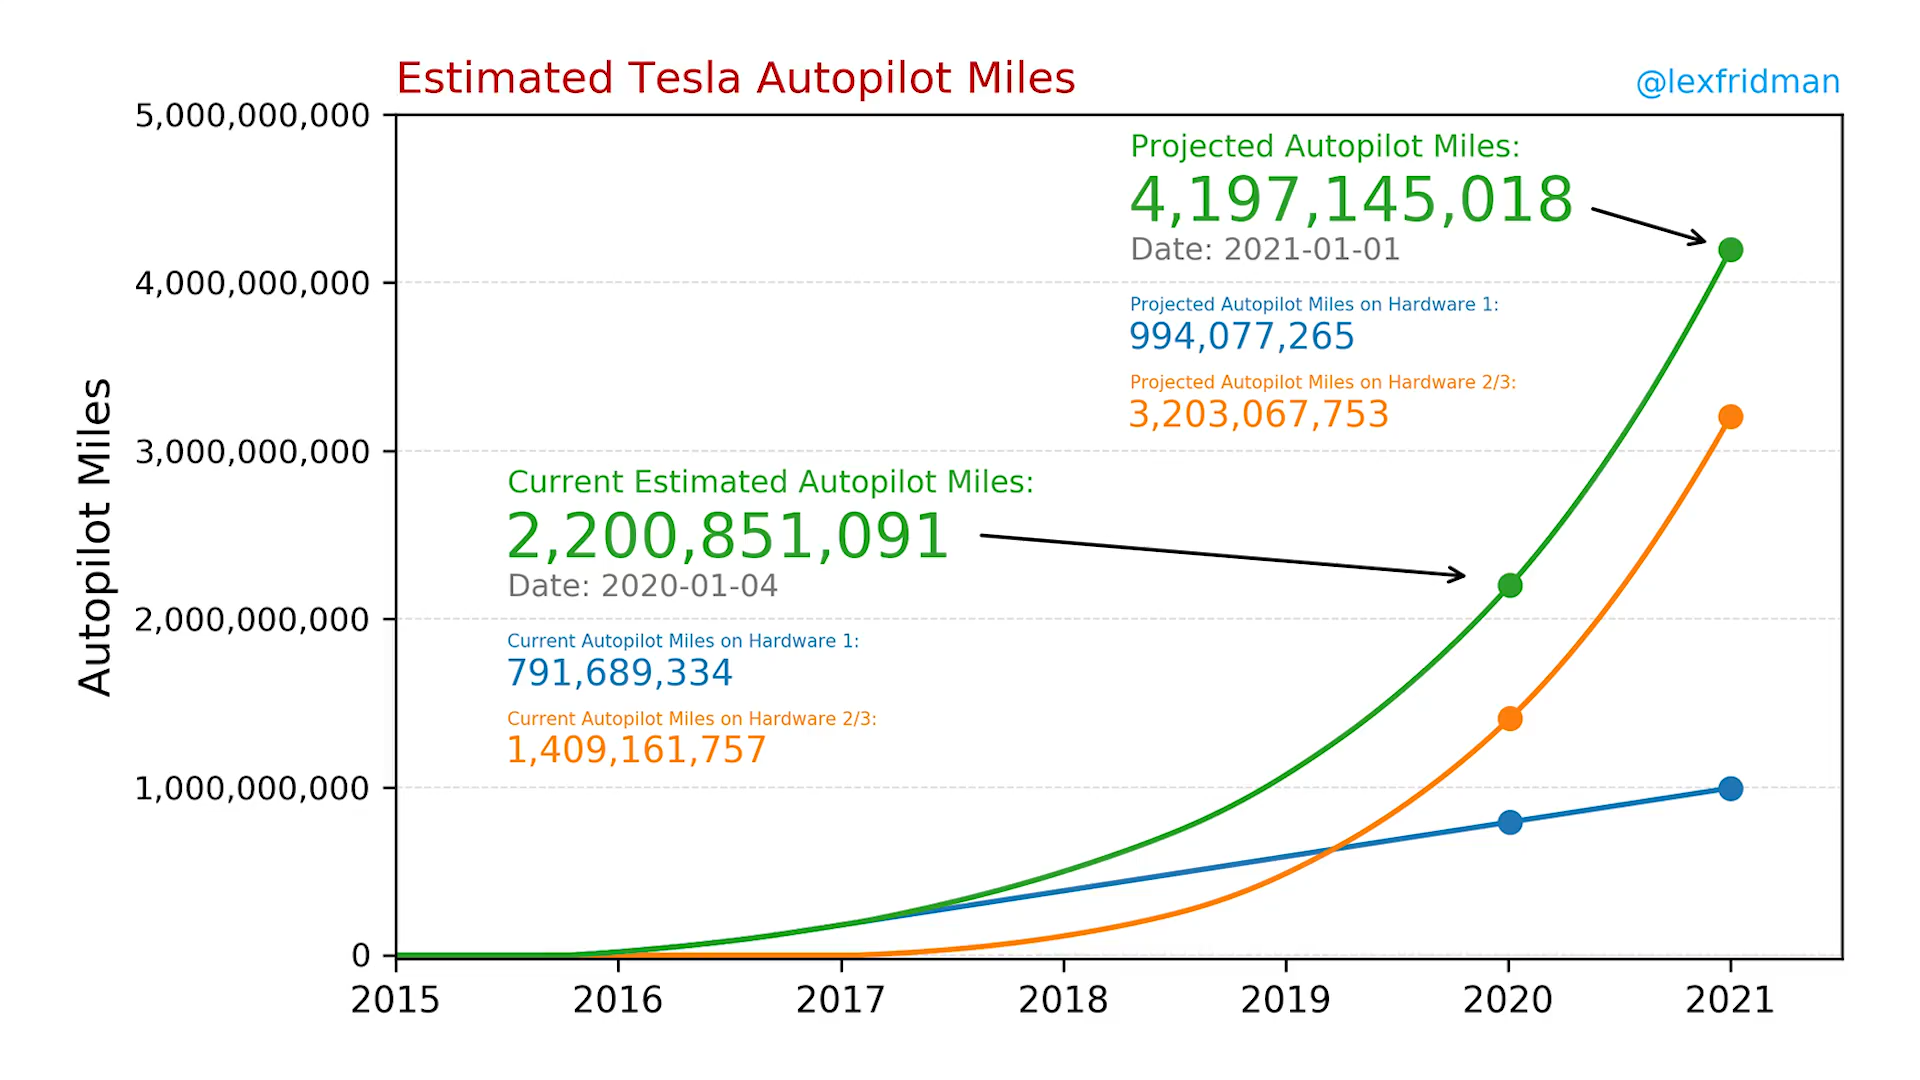 Estimated Tesla Autopilot Miles
@lexfridman
5,000,000,000
4,000,000,000
3,000,000,000
2,000,000,000
1,000,000,000
0
Autopilot Miles
Projected Autopilot Miles:
4,197,145,018
Date: 2021-01-01
Projected Autopilot Miles on Hardware 1:
994,077,265
Projected Autopilot Miles on Hardware 2/3:
3,203,067,753
Current Estimated Autopilot Miles:
2,200,851,091
Date: 2020-01-04
Current Autopilot Miles on Hardware 1:
791,689,334
Current Autopilot Miles on Hardware 2/3:
1,409,161,757
2015 2016 2017 2018 2019 2020 2021